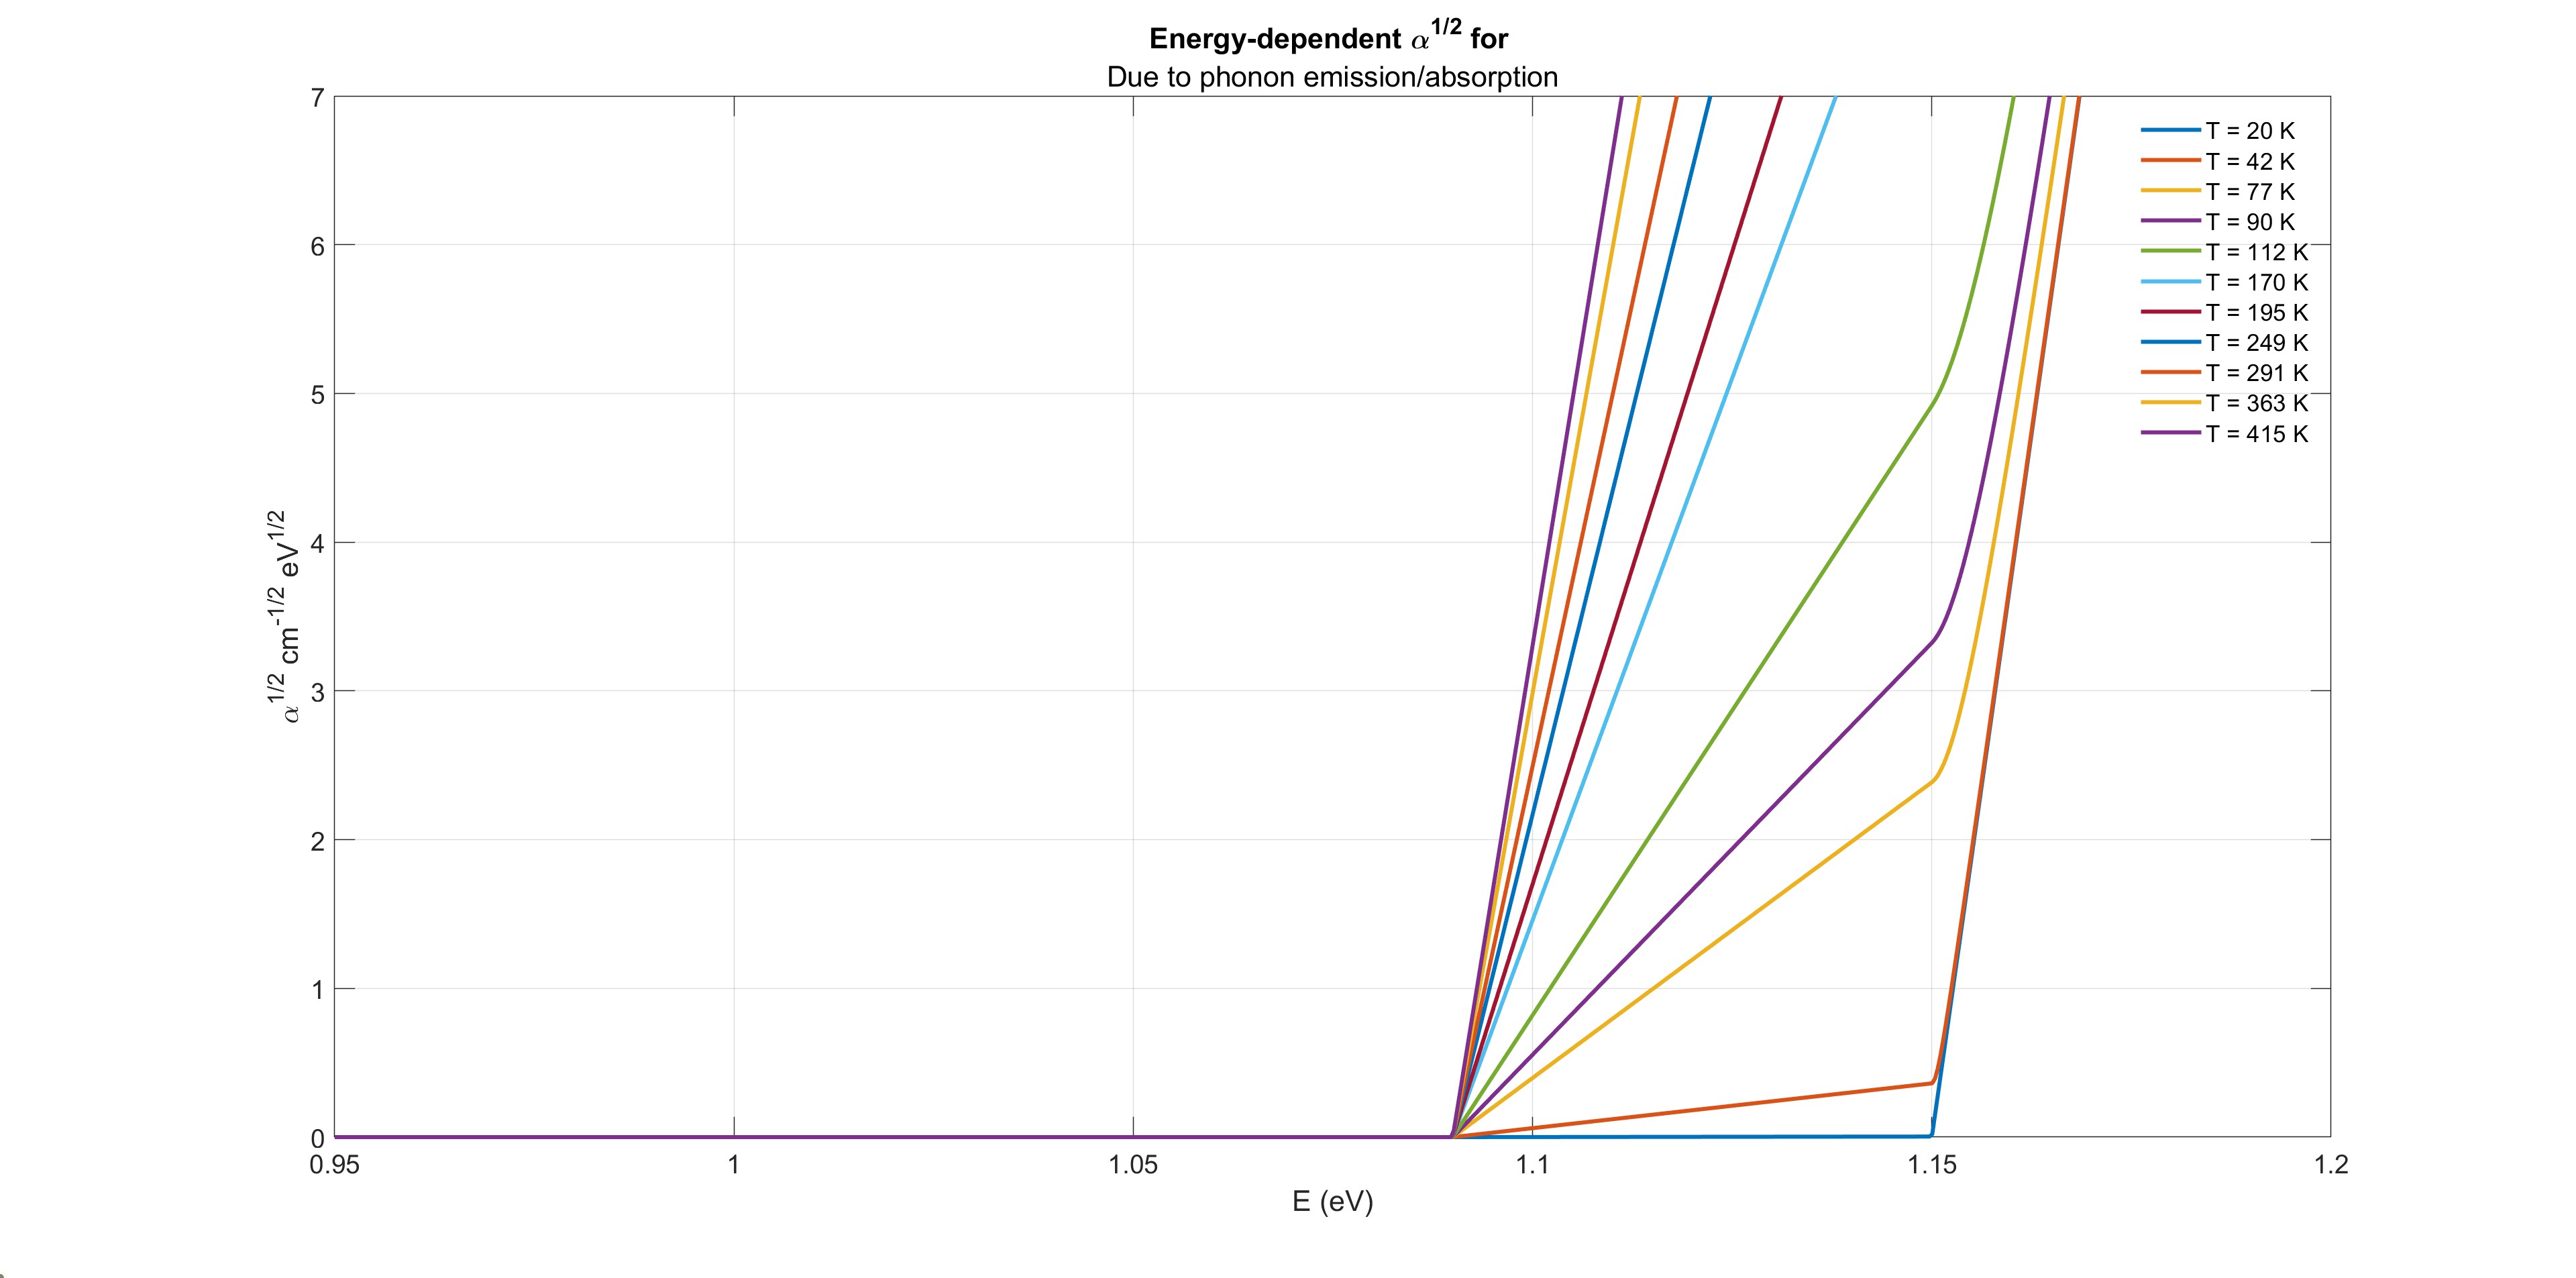 Energy-dependent α^1/2 for
Due to phonon emission/absorption
7
6
5
4
3
2
1
0
α^1/2 cm^-1/2 eV^1/2
T = 20 K
T = 42 K
T = 77 K
T = 90 K
T = 112 K
T = 170 K
T = 195 K
T = 249 K
T = 291 K
T = 363 K
T = 415 K
0.95 1 1.05 1.1 1.15 1.2
E (eV)